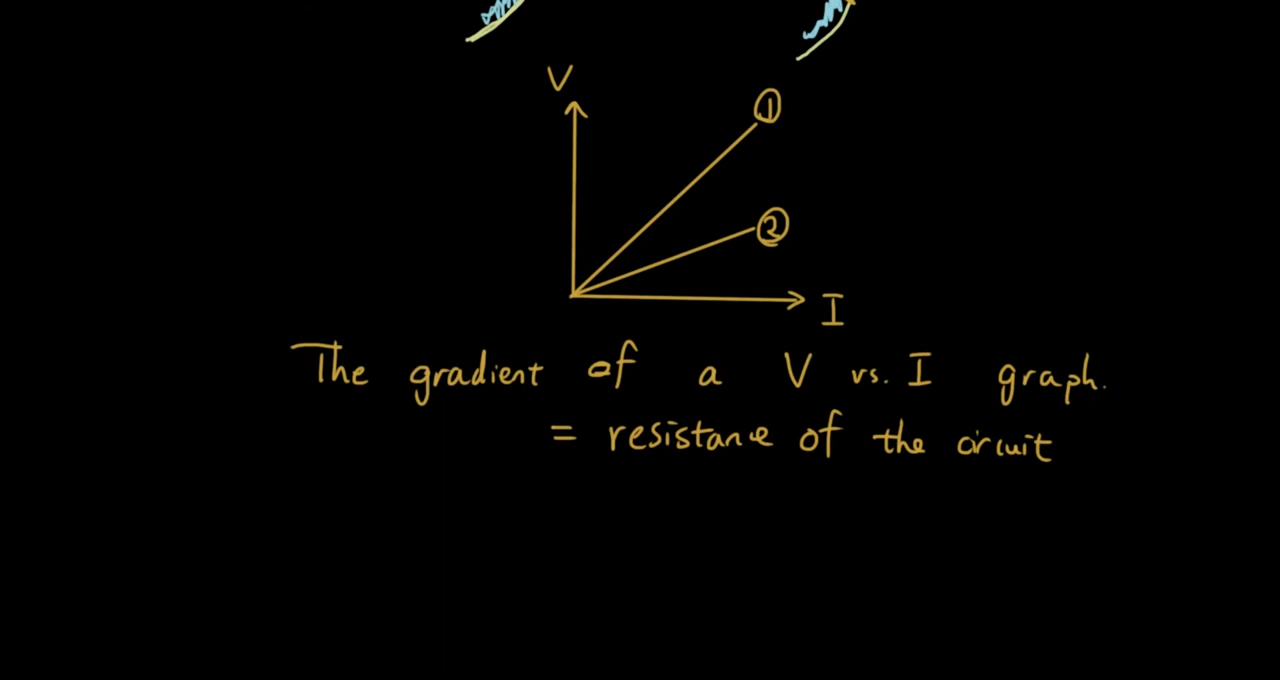 V
①
②
I
The gradient of a V vs. I graph.
= resistance of the circuit